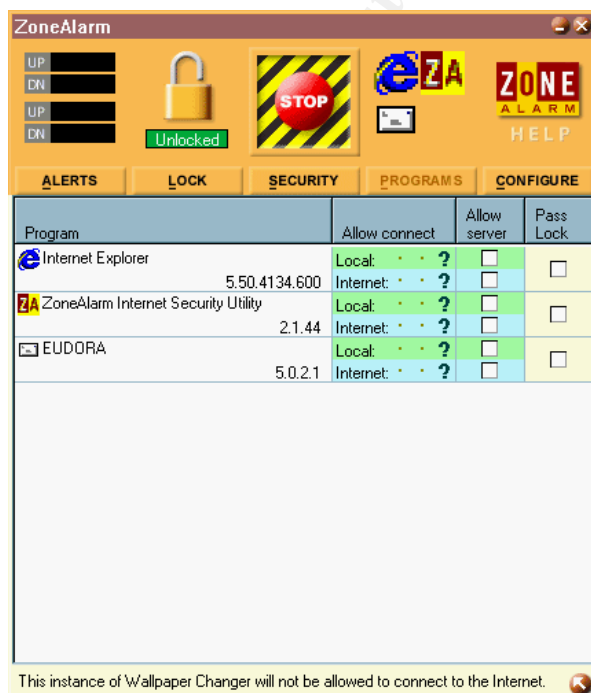 ZoneAlarm
UP
DN
UP
DN
Unlocked
STOP
ZA
ZONE
ALARM
HELP
ALERTS
LOCK
SECURITY
PROGRAMS
CONFIGURE
Program
Allow connect
Allow server
Pass Lock
Internet Explorer
5.50.4134.600
Local: ?
Internet: ?
ZA ZoneAlarm Internet Security Utility
2.1.44
Local: ?
Internet: ?
EUDORA
5.0.2.1
Local: ?
Internet: ?
This instance of Wallpaper Changer will not be allowed to connect to the Internet.